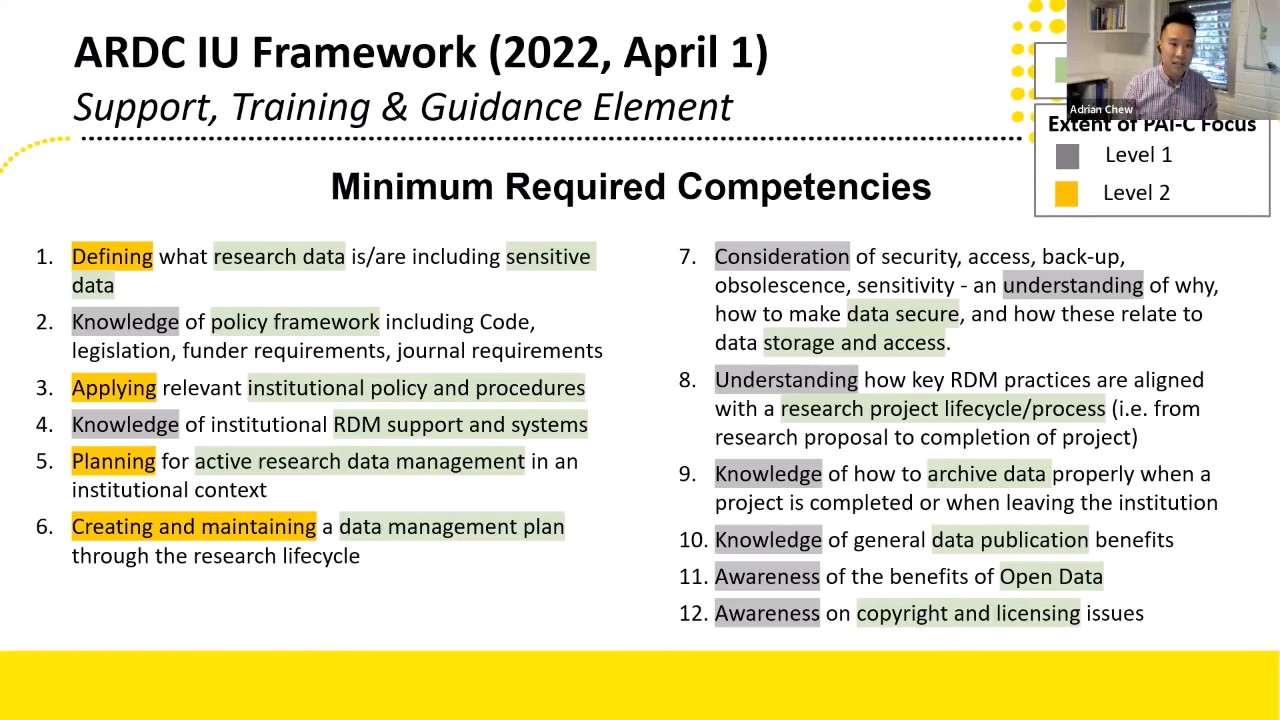 ARDC IU Framework (2022, April 1)
Support, Training & Guidance Element
Adrian Chew
Extent of PAI-C Focus
Level 1
Level 2
Minimum Required Competencies
1. Defining what research data is/are including sensitive
data
2. Knowledge of policy framework including Code,
legislation, funder requirements, journal requirements
3. Applying relevant institutional policy and procedures
4. Knowledge of institutional RDM support and systems
5. Planning for active research data management in an
institutional context
6. Creating and maintaining a data management plan
through the research lifecycle
7. Consideration of security, access, back-up,
obsolescence, sensitivity - an understanding of why,
how to make data secure, and how these relate to
data storage and access.
8. Understanding how key RDM practices are aligned
with a research project lifecycle/process (i.e. from
research proposal to completion of project)
9. Knowledge of how to archive data properly when a
project is completed or when leaving the institution
10. Knowledge of general data publication benefits
11. Awareness of the benefits of Open Data
12. Awareness on copyright and licensing issues